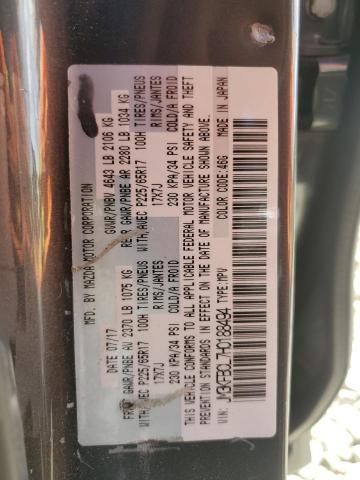 MFD. BY MAZDA MOTOR CORPORATION
DATE 07/17 GVWR/PNBV 4643 LB 2106 KG
FRONT GAWR/PNBE AV 2370 LB 1075 KG REAR GAWR/PNBE AR 2280 LB 1034 KG
WITH/AVEC P225/65R17 100H TIRES/PNEUS WITH/AVEC P225/65R17 100H TIRES/PNEUS
17X7J RIMS/JANTES 17X7J RIMS/JANTES
230 KPA/34 PSI COLD/A FROID 230 KPA/34 PSI COLD/A FROID
THIS VEHICLE CONFORMS TO ALL APPLICABLE FEDERAL MOTOR VEHICLE SAFETY AND THEFT
PREVENTION STANDARDS IN EFFECT ON THE DATE OF MANUFACTURE SHOWN ABOVE.
VIN: TYPE:MPV COLOR CODE:46G MADE IN JAPAN